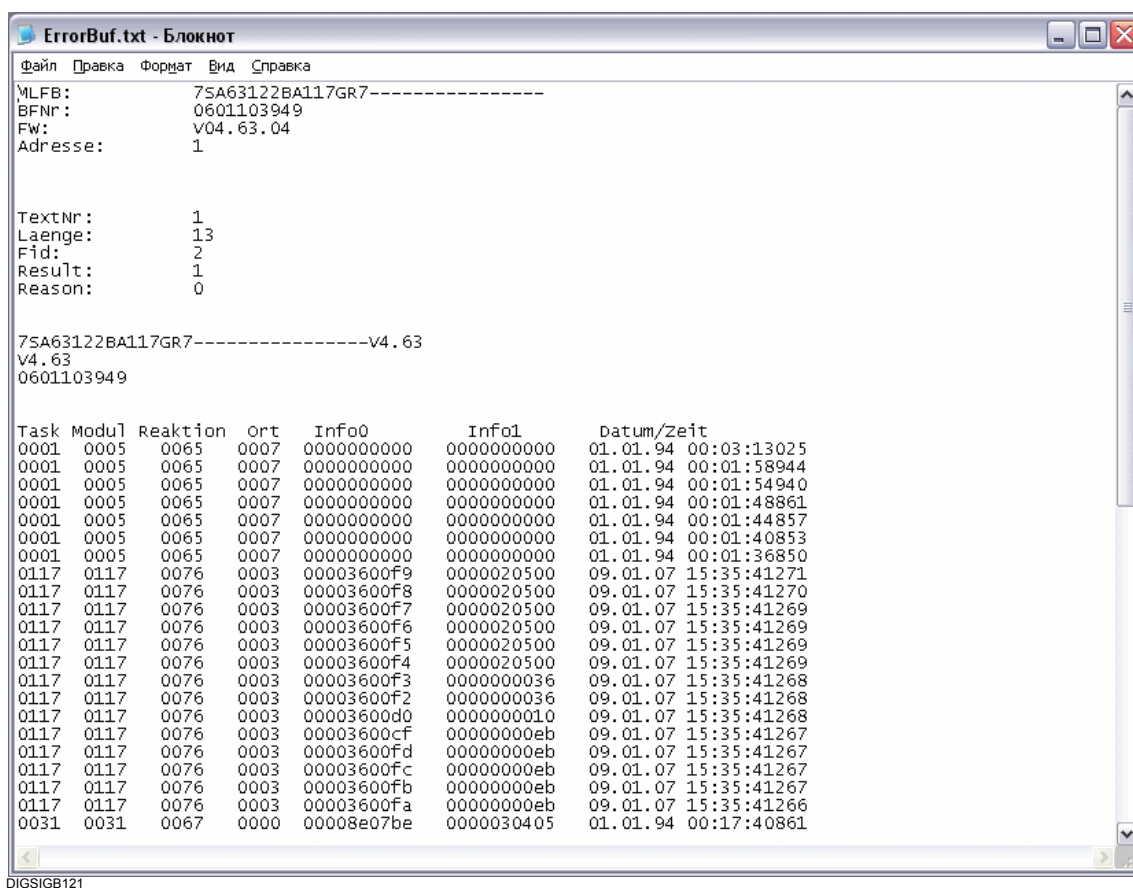 ErrorBuf.txt - Блокнот
Файл Правка Формат Вид Справка
MLFB: 7SA63122BA117GR7----------------
BFNr: 0601103949
FW: V04.63.04
Adresse: 1
TextNr: 1
Laenge: 13
Fid: 2
Result: 1
Reason: 0
7SA63122BA117GR7----------------V4.63
V4.63
0601103949
Task Modul Reaktion Ort Info0 Info1 Datum/Zeit
0001 0005 0065 0007 0000000000 0000000000 01.01.94 00:03:13025
0001 0005 0065 0007 0000000000 0000000000 01.01.94 00:01:58944
0001 0005 0065 0007 0000000000 0000000000 01.01.94 00:01:54940
0001 0005 0065 0007 0000000000 0000000000 01.01.94 00:01:48861
0001 0005 0065 0007 0000000000 0000000000 01.01.94 00:01:44857
0001 0005 0065 0007 0000000000 0000000000 01.01.94 00:01:40853
0001 0005 0065 0007 0000000000 0000000000 01.01.94 00:01:36850
0117 0117 0076 0003 00003600f9 0000020500 09.01.07 15:35:41271
0117 0117 0076 0003 00003600f8 0000020500 09.01.07 15:35:41270
0117 0117 0076 0003 00003600f7 0000020500 09.01.07 15:35:41269
0117 0117 0076 0003 00003600f6 0000020500 09.01.07 15:35:41269
0117 0117 0076 0003 00003600f5 0000020500 09.01.07 15:35:41269
0117 0117 0076 0003 00003600f4 0000020500 09.01.07 15:35:41269
0117 0117 0076 0003 00003600f3 0000000036 09.01.07 15:35:41268
0117 0117 0076 0003 00003600f2 0000000036 09.01.07 15:35:41268
0117 0117 0076 0003 00003600d0 0000000010 09.01.07 15:35:41268
0117 0117 0076 0003 00003600cf 00000000eb 09.01.07 15:35:41267
0117 0117 0076 0003 00003600fd 00000000eb 09.01.07 15:35:41267
0117 0117 0076 0003 00003600fc 00000000eb 09.01.07 15:35:41267
0117 0117 0076 0003 00003600fb 00000000eb 09.01.07 15:35:41267
0117 0117 0076 0003 00003600fa 00000000eb 09.01.07 15:35:41266
0031 0031 0067 0000 00008e07be 0000030405 01.01.94 00:17:40861
DIGSIGB121